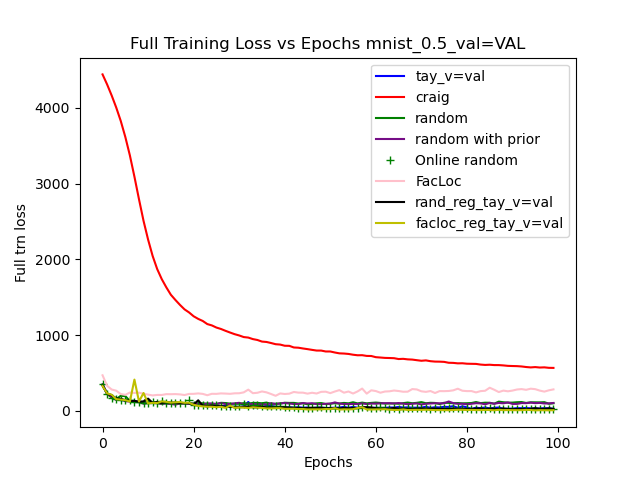 Full Training Loss vs Epochs mnist_0.5_val=VAL
tay_v=val
craig
random
random with prior
Online random
FacLoc
rand_reg_tay_v=val
facloc_reg_tay_v=val
Full trn loss
4000
3000
2000
1000
0
0 20 40 60 80 100
Epochs